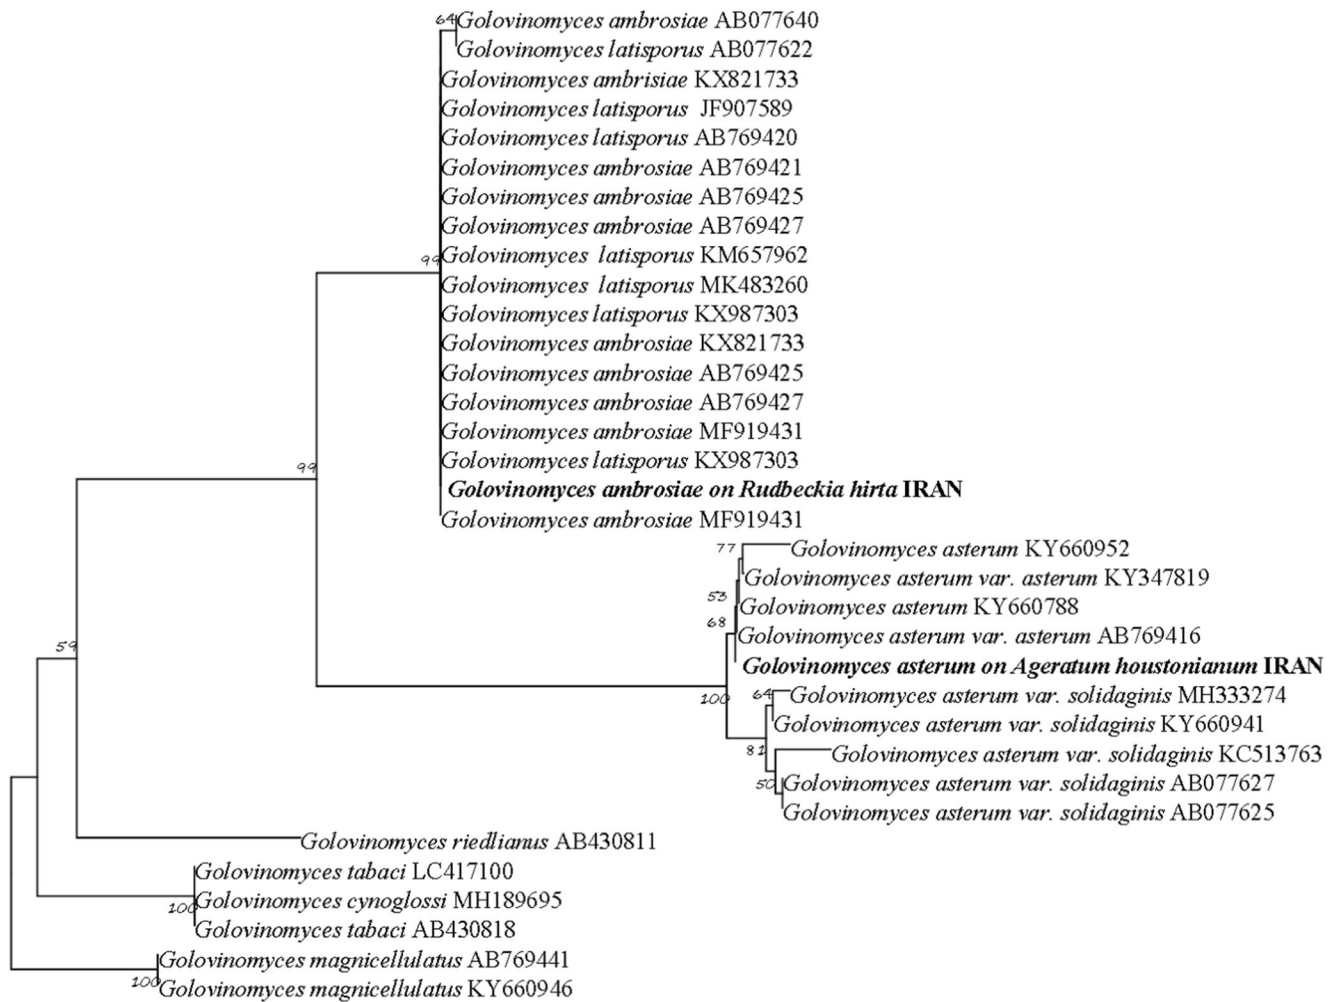 64 Golovinomyces ambrosiae AB077640
Golovinomyces latisporus AB077622
Golovinomyces ambrisiae KX821733
Golovinomyces latisporus JF907589
Golovinomyces latisporus AB769420
Golovinomyces ambrosiae AB769421
Golovinomyces ambrosiae AB769425
Golovinomyces ambrosiae AB769427
99 Golovinomyces latisporus KM657962
Golovinomyces latisporus MK483260
Golovinomyces latisporus KX987303
Golovinomyces ambrosiae KX821733
Golovinomyces ambrosiae AB769425
Golovinomyces ambrosiae AB769427
Golovinomyces ambrosiae MF919431
99 Golovinomyces latisporus KX987303
Golovinomyces ambrosiae on Rudbeckia hirta IRAN
Golovinomyces ambrosiae MF919431
77 Golovinomyces asterum KY660952
Golovinomyces asterum var. asterum KY347819
53 Golovinomyces asterum KY660788
68 Golovinomyces asterum var. asterum AB769416
59
Golovinomyces asterum on Ageratum houstonianum IRAN
100 64 Golovinomyces asterum var. solidaginis MH333274
Golovinomyces asterum var. solidaginis KY660941
81 Golovinomyces asterum var. solidaginis KC513763
50 Golovinomyces asterum var. solidaginis AB077627
Golovinomyces asterum var. solidaginis AB077625
Golovinomyces riedlianus AB430811
Golovinomyces tabaci LC417100
100 Golovinomyces cynoglossi MH189695
Golovinomyces tabaci AB430818
Golovinomyces magnicellulatus AB769441
100 Golovinomyces magnicellulatus KY660946